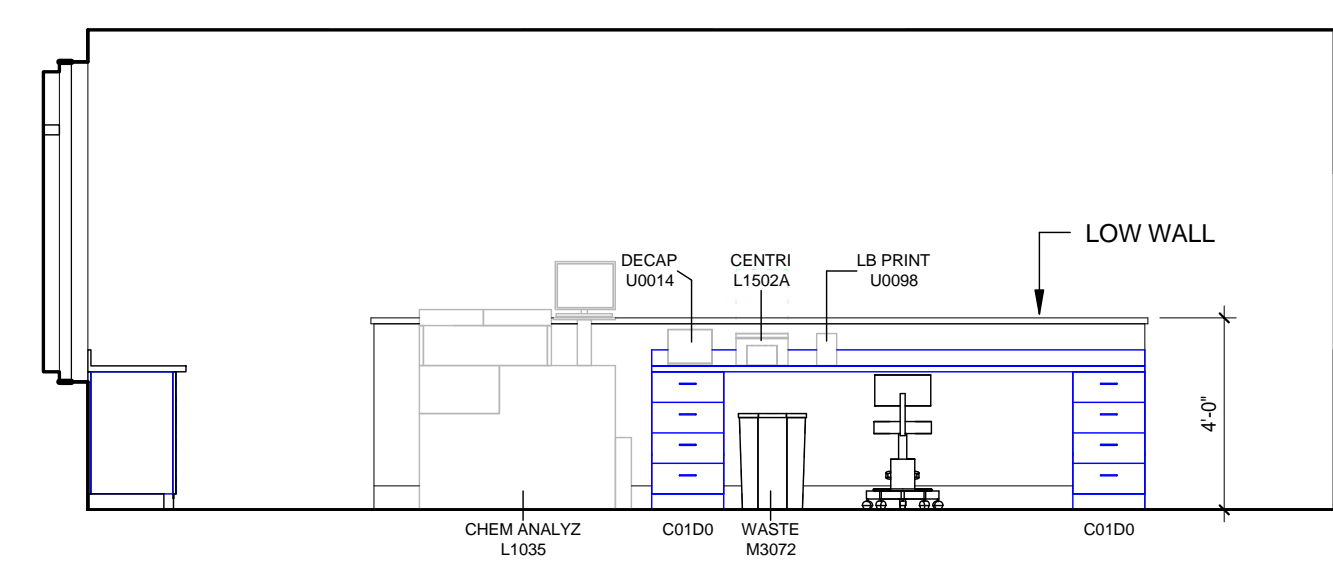 LOW WALL
DECAP
U0014
CENTRI
L1502A
LB PRINT
U0098
4'-0"
CHEM ANALYZ
L1035
C01D0
WASTE
M3072
C01D0